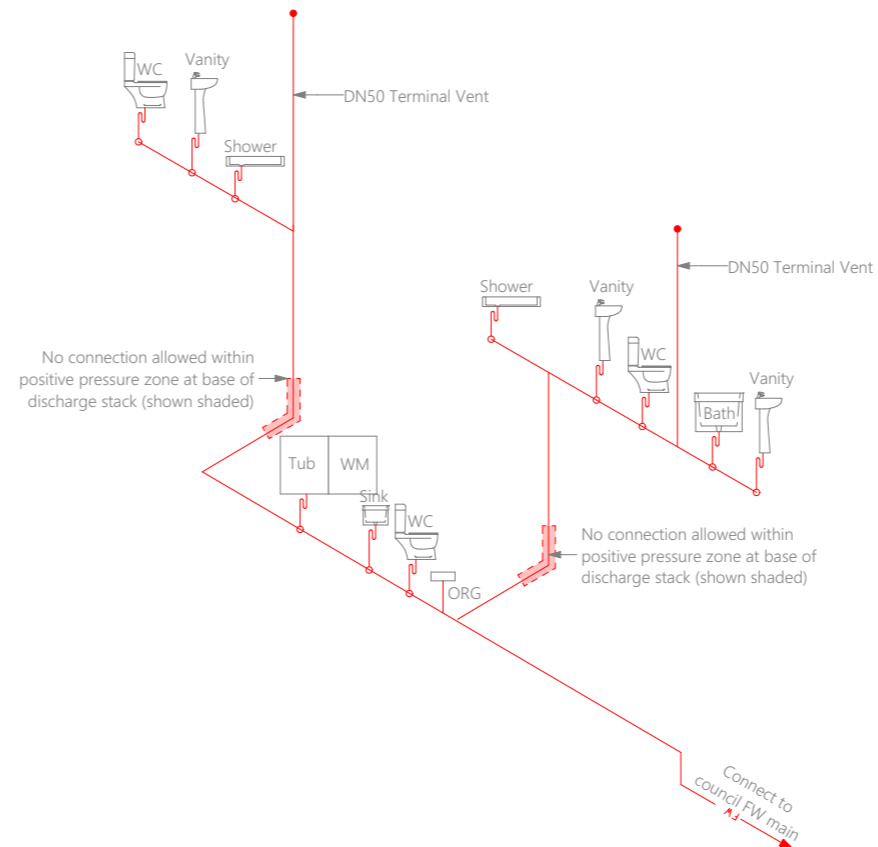 WC
Vanity
DN50 Terminal Vent
Shower
DN50 Terminal Vent
Shower
Vanity
WC
No connection allowed within
positive pressure zone at base of
discharge stack (shown shaded)
Vanity
Bath
Tub
WM
Sink
WC
No connection allowed within
positive pressure zone at base of
discharge stack (shown shaded)
ORG
Connect to
council FW main
FW